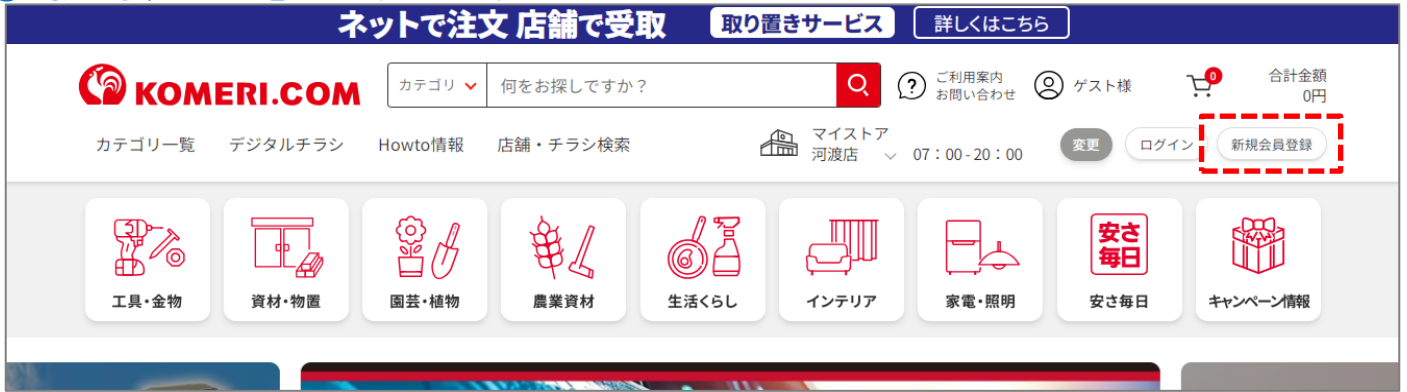 ネットで注文 店舗で受取 取り置きサービス 詳しくはこちら
KOMERI.COM
カテゴリ
何をお探しですか？
?
ご利用案内
お問い合わせ
ゲスト様
0
合計金額
0円
カテゴリー一覧 デジタルチラシ Howto情報 店舗・チラシ検索
マイストア
河渡店
07：00-20：00
変更
ログイン
新規会員登録
安さ
毎日
工具・金物 資材・物置 園芸・植物 農業資材 生活くらし インテリア 家電・照明 安さ毎日 キャンペーン情報